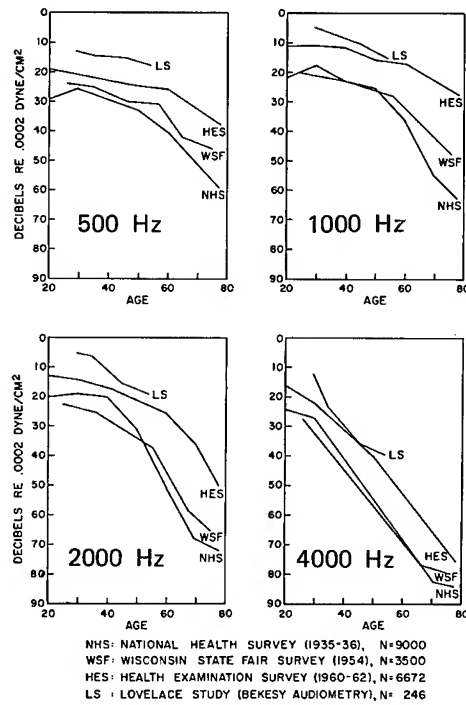 DECIBELS RE .0002 DYNE/CM²
0
10
20
30
40
50
60
70
80
90
LS
HES
WSF
NHS
500 Hz
20 40 60 80
AGE
0
10
20
30
40
50
60
70
80
90
LS
HES
WSF
NHS
1000 Hz
20 40 60 80
AGE
DECIBELS RE .0002 DYNE/CM²
0
10
20
30
40
50
60
70
80
90
LS
HES
WSF
NHS
2000 Hz
20 40 60 80
AGE
0
10
20
30
40
50
60
70
80
90
LS
HES
WSF
NHS
4000 Hz
20 40 60 80
AGE
NHS: NATIONAL HEALTH SURVEY (1935-36), N=9000
WSF: WISCONSIN STATE FAIR SURVEY (1954), N=3500
HES: HEALTH EXAMINATION SURVEY (1960-62), N=6672
LS : LOVELACE STUDY (BEKESY AUDIOMETRY), N= 246